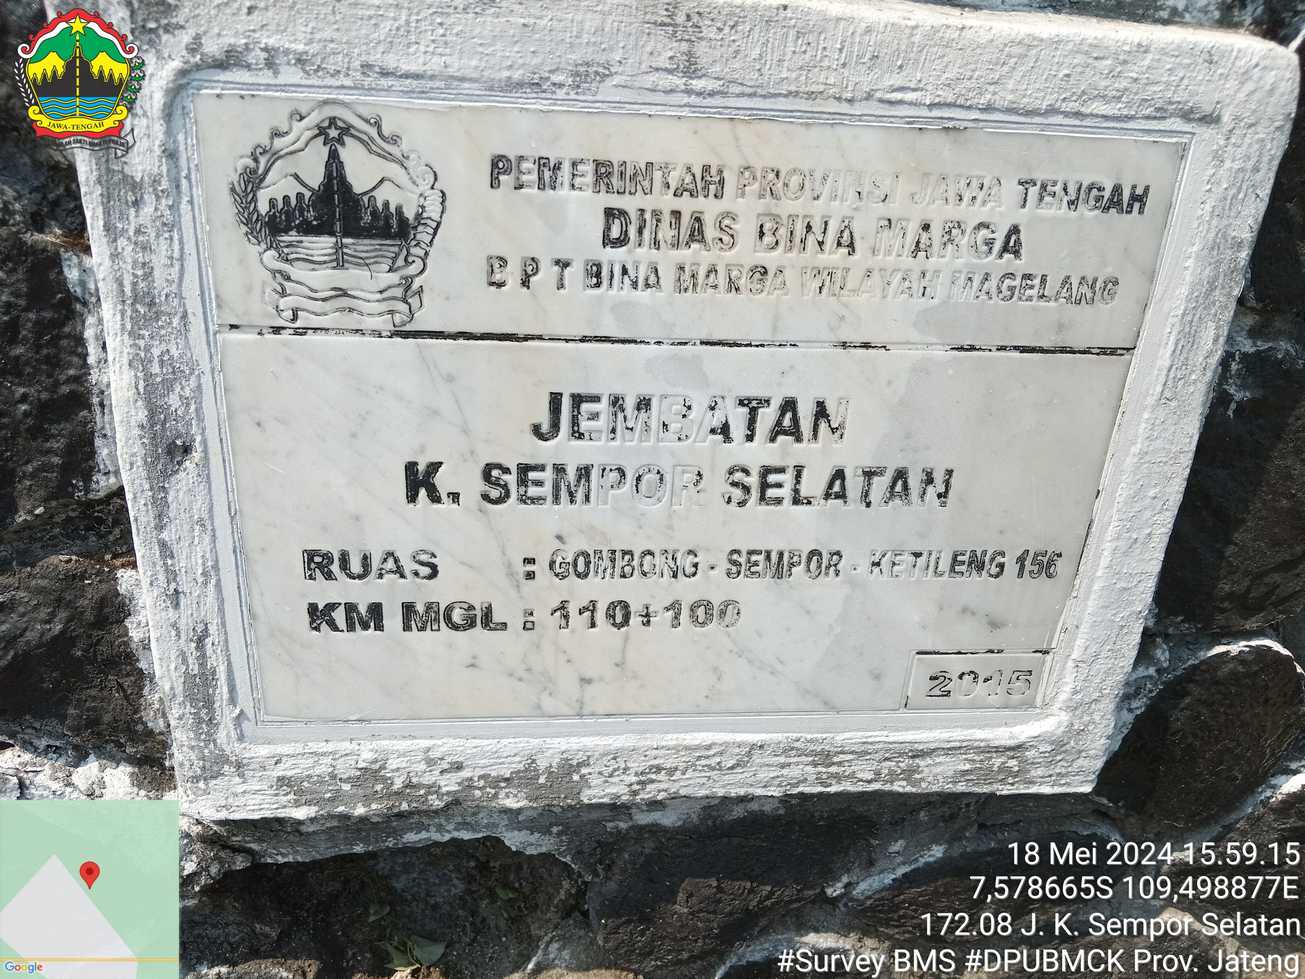 JAWA-TENGAH
PEMERINTAH PROVINSI JAWA TENGAH
DINAS BINA MARGA
B P T BINA MARGA WILAYAH MAGELANG
JEMBATAN
K. SEMPOR SELATAN
RUAS : GOMBONG - SEMPOR - KETILENG 156
KM MGL : 110+100
2015
18 Mei 2024 15.59.15
7,578665S 109,498877E
172.08 J. K. Sempor Selatan
#Survey BMS #DPUBMCK Prov. Jateng
Google